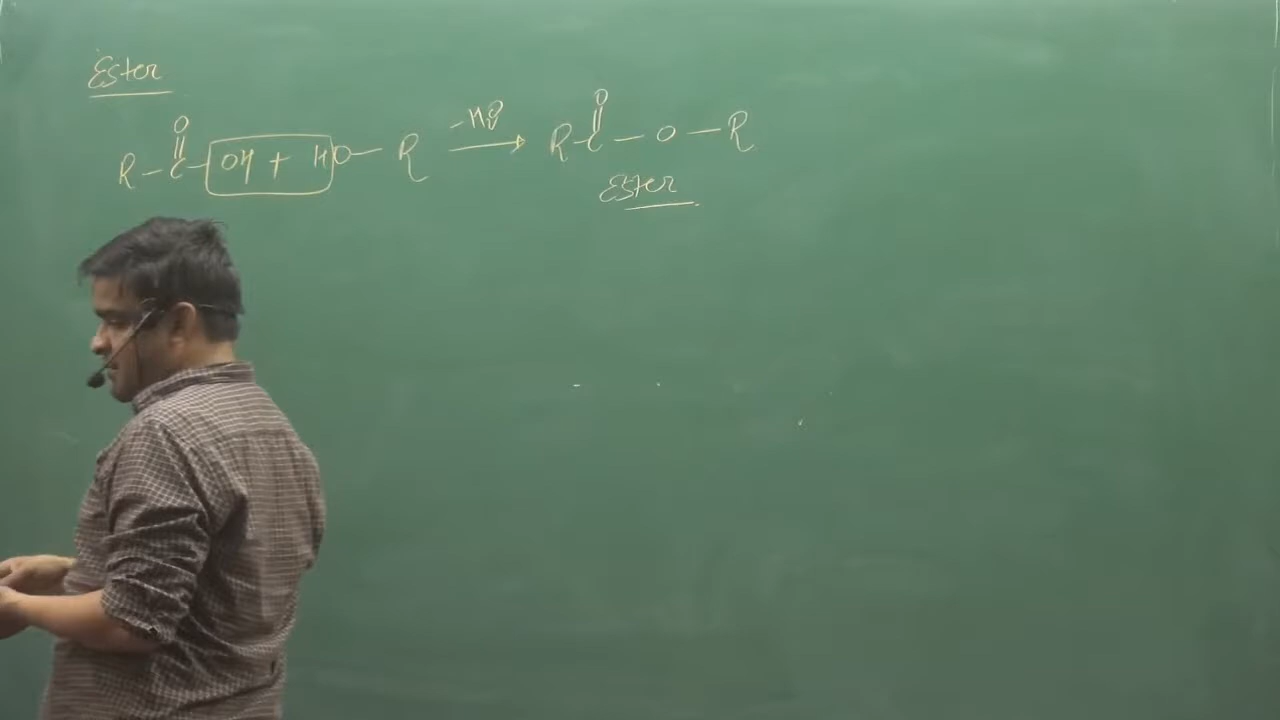 Ester
O
R-C-OH + HO-R -H2O → R-C-O-R
O
Ester